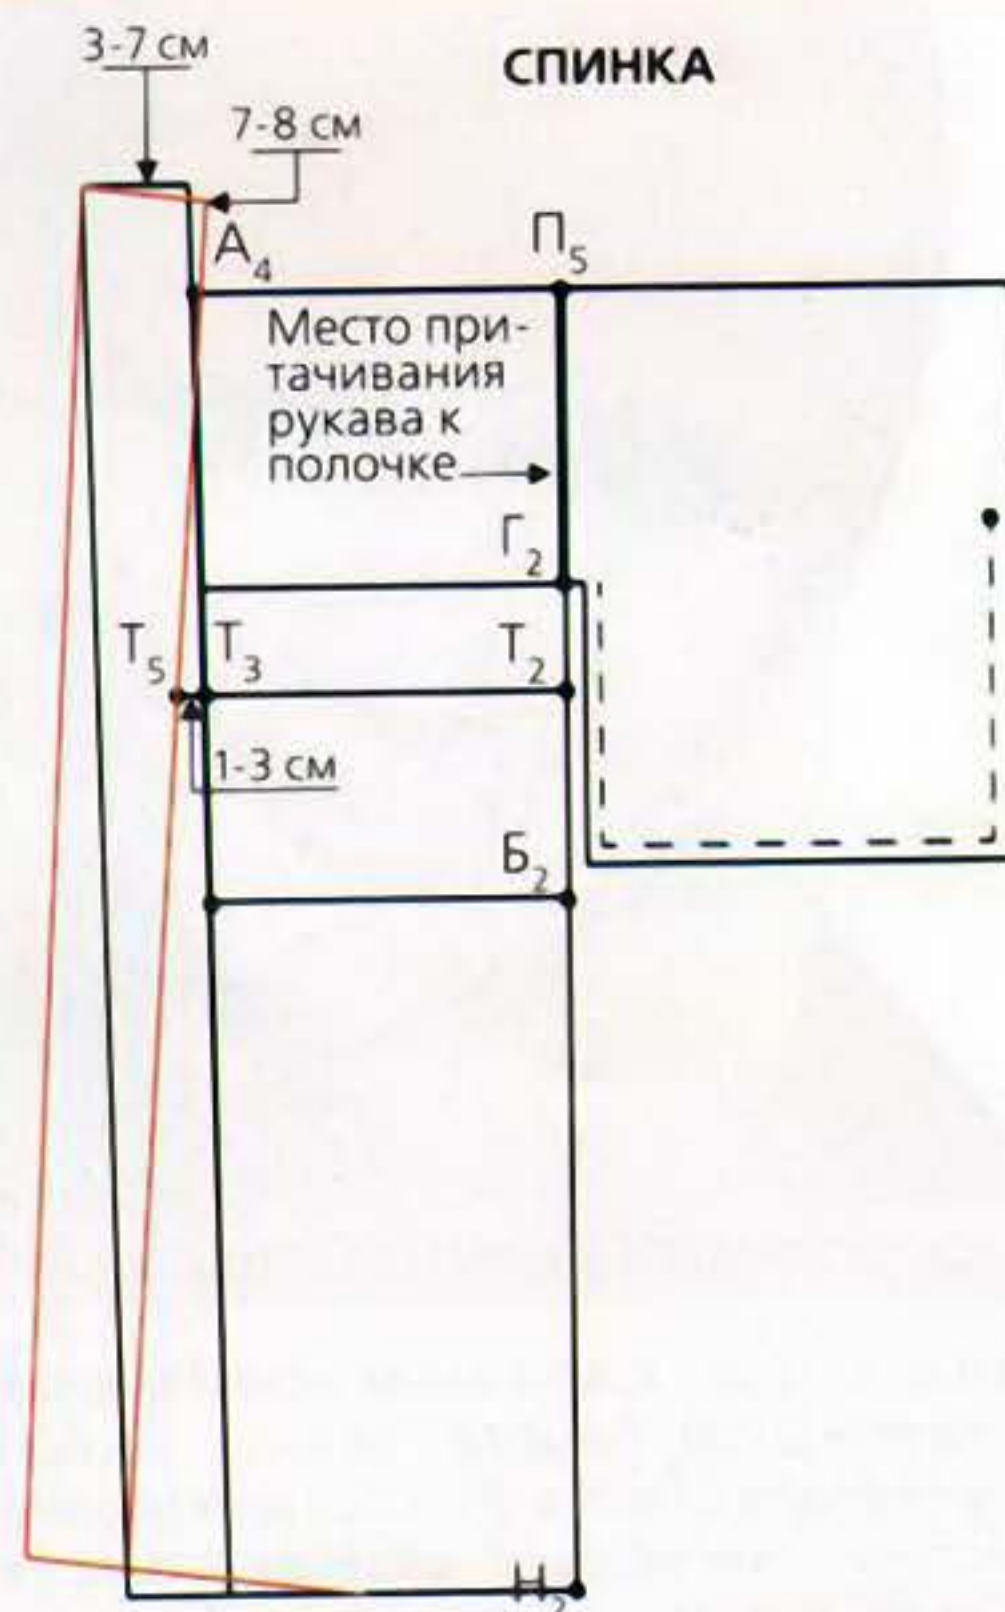 3-7 см
СПИНКА
7-8 см
А₄
П₅
Место при-
тачивания
рукава к
полочке
Г₂
Т₅
Т₃
Т₂
1-3 см
Б₂
Н₂